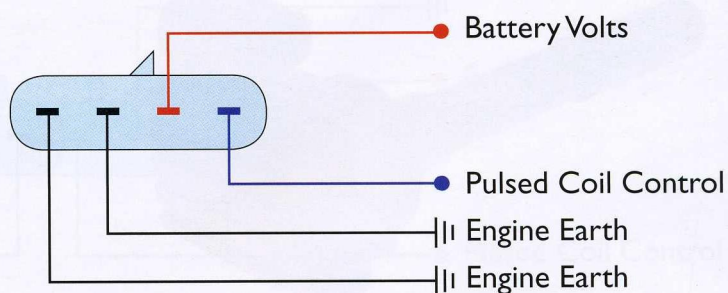 Battery Volts
Pulsed Coil Control
Engine Earth
Engine Earth